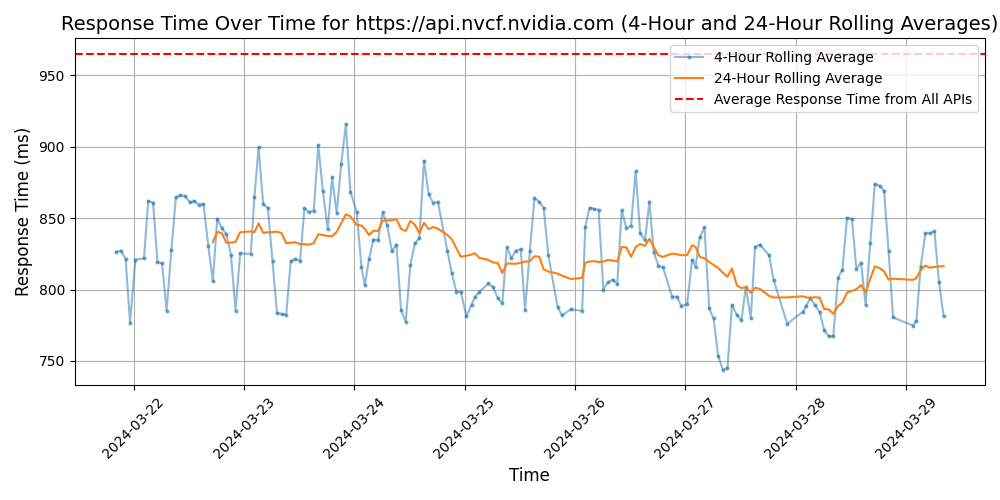 Response Time Over Time for https://api.nvcf.nvidia.com (4-Hour and 24-Hour Rolling Averages)
4-Hour Rolling Average
24-Hour Rolling Average
Average Response Time from All APIs
Response Time (ms)
950
900
850
800
750
2024-03-22
2024-03-23
2024-03-24
2024-03-25
2024-03-26
2024-03-27
2024-03-28
2024-03-29
Time